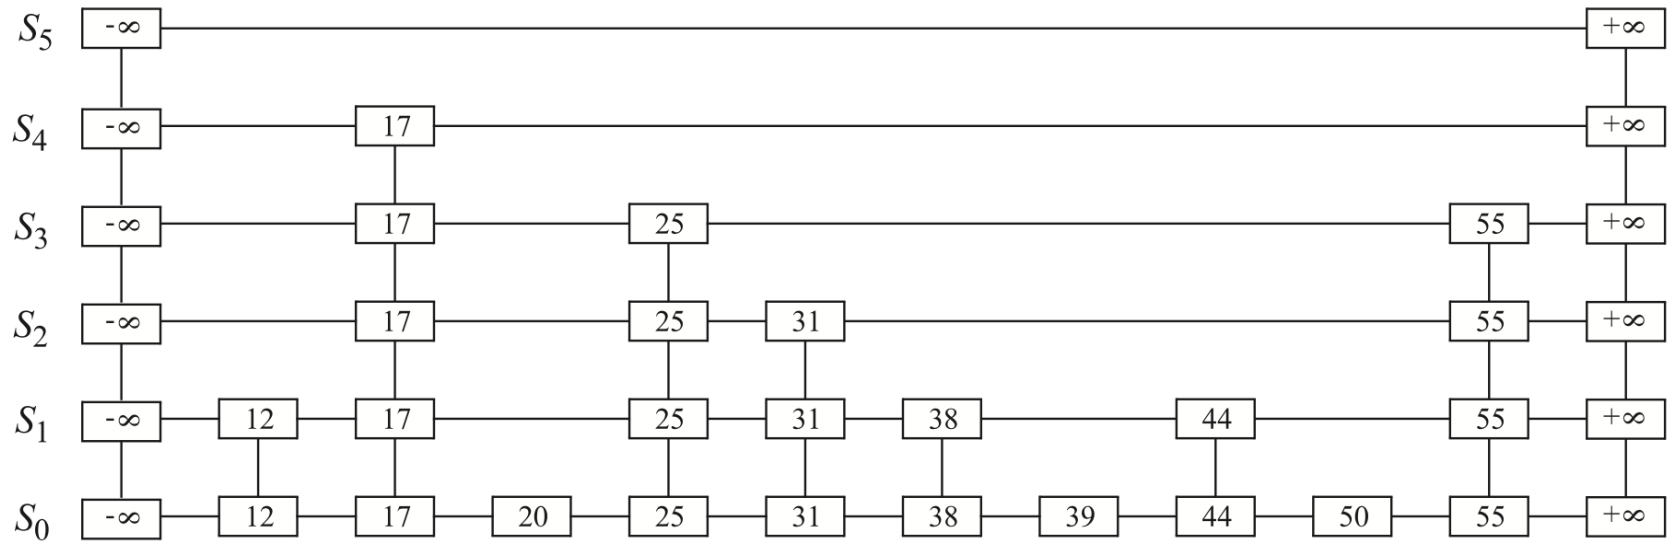 S5 -∞ +∞
S4 -∞ 17 +∞
S3 -∞ 17 25 55 +∞
S2 -∞ 17 25 31 55 +∞
S1 -∞ 12 17 25 31 38 44 55 +∞
S0 -∞ 12 17 20 25 31 38 39 44 50 55 +∞